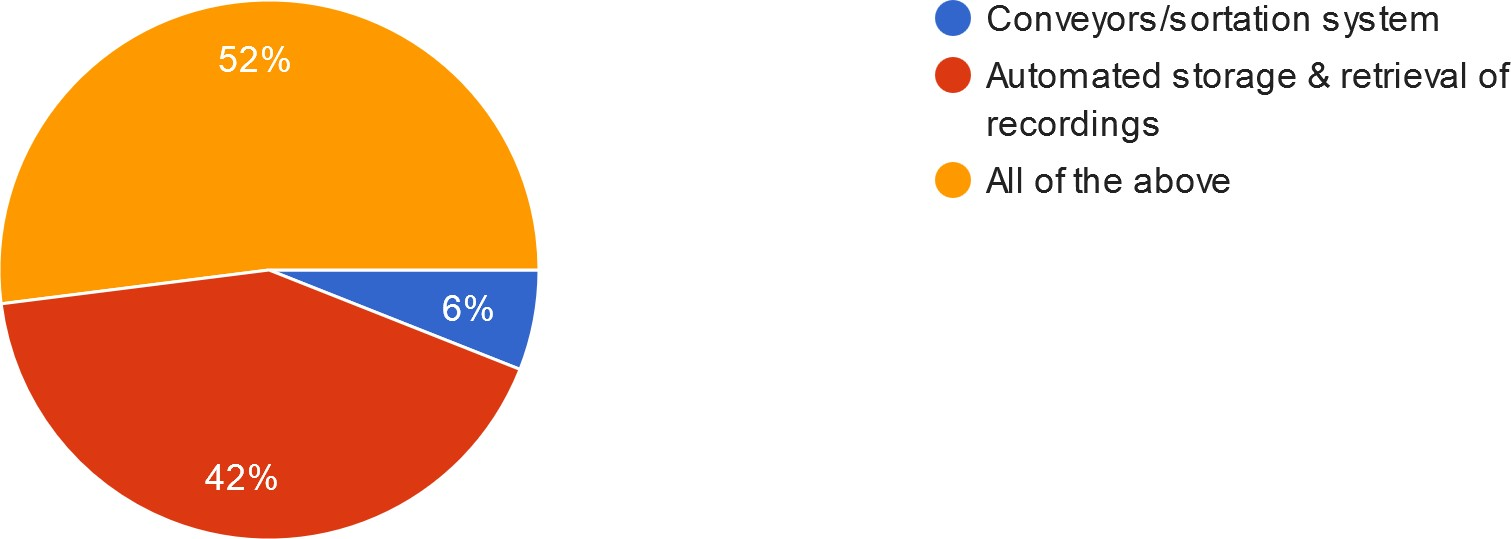 52%
6%
42%
Conveyors/sortation system
Automated storage & retrieval of
recordings
All of the above